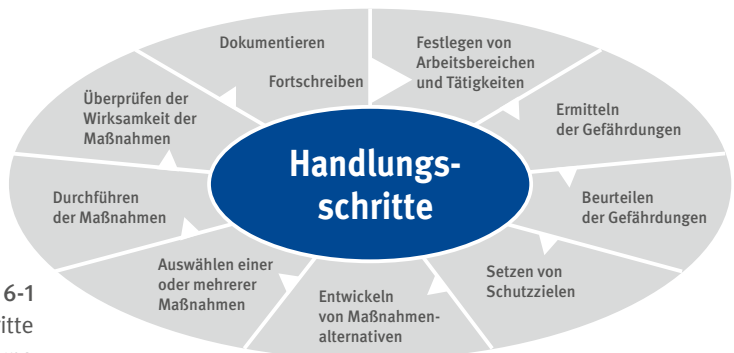 Handlungs-
schritte
Festlegen von
Arbeitsbereichen
und Tätigkeiten
Ermitteln
der Gefährdungen
Beurteilen
der Gefährdungen
Setzen von
Schutzzielen
Entwickeln
von Maßnahmen-
alternativen
Auswählen einer
oder mehrerer
Maßnahmen
Durchführen
der Maßnahmen
Überprüfen der
Wirksamkeit der
Maßnahmen
Dokumentieren
Fortschreiben
6-1